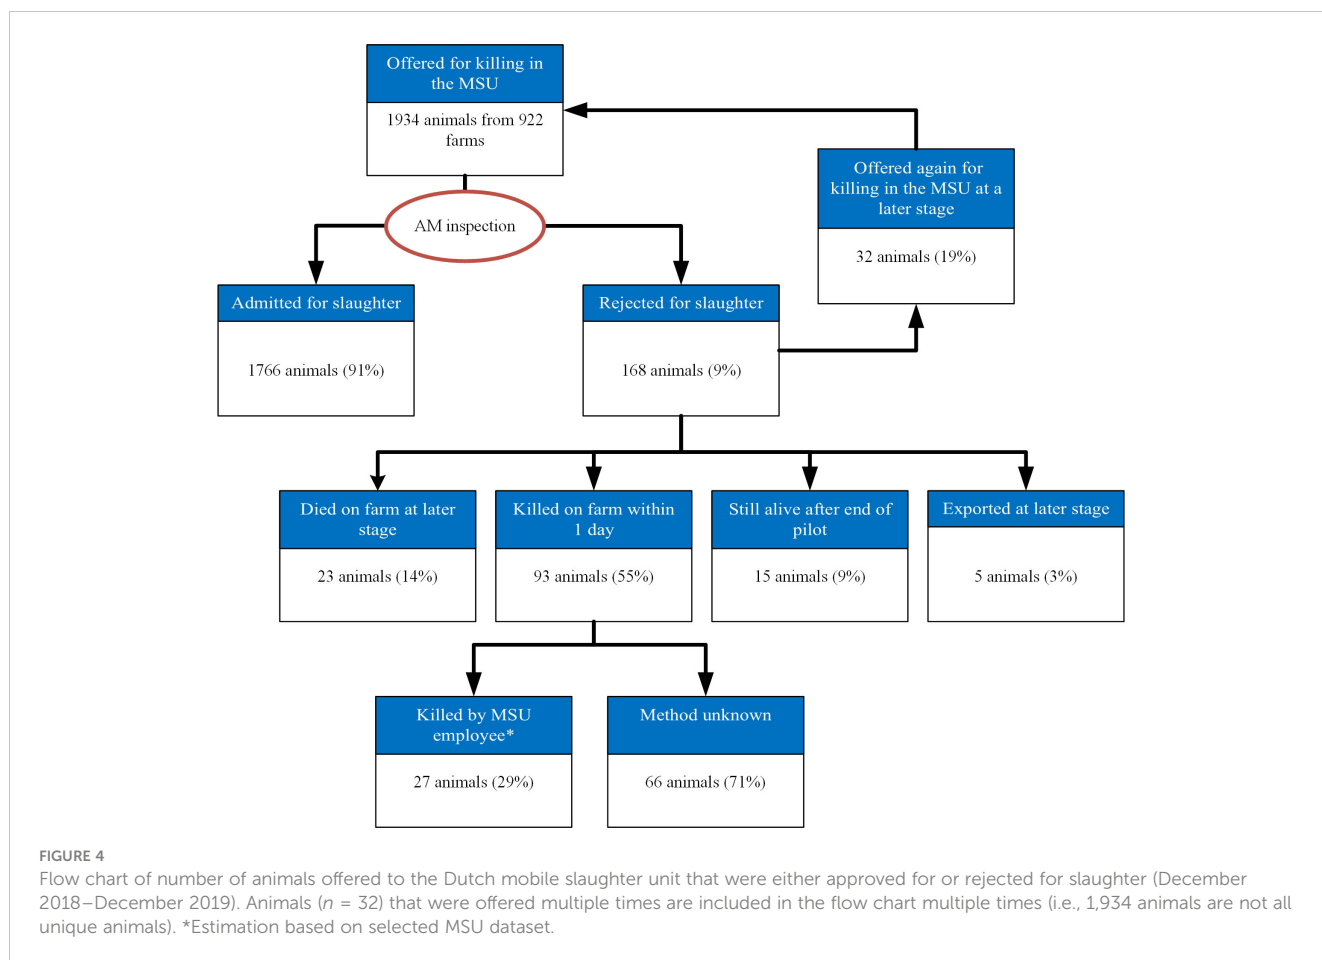 Offered for killing in
the MSU
1934 animals from 922
farms
Offered again for
killing in the MSU at a
later stage
32 animals (19%)
AM inspection
Admitted for slaughter
1766 animals (91%)
Rejected for slaughter
168 animals (9%)
Died on farm at later
stage
23 animals (14%)
Killed on farm within
1 day
93 animals (55%)
Still alive after end of
pilot
15 animals (9%)
Exported at later stage
5 animals (3%)
Killed by MSU
employee*
27 animals (29%)
Method unknown
66 animals (71%)
FIGURE 4
Flow chart of number of animals offered to the Dutch mobile slaughter unit that were either approved for or rejected for slaughter (December
2018–December 2019). Animals (n = 32) that were offered multiple times are included in the flow chart multiple times (i.e., 1,934 animals are not all
unique animals). *Estimation based on selected MSU dataset.